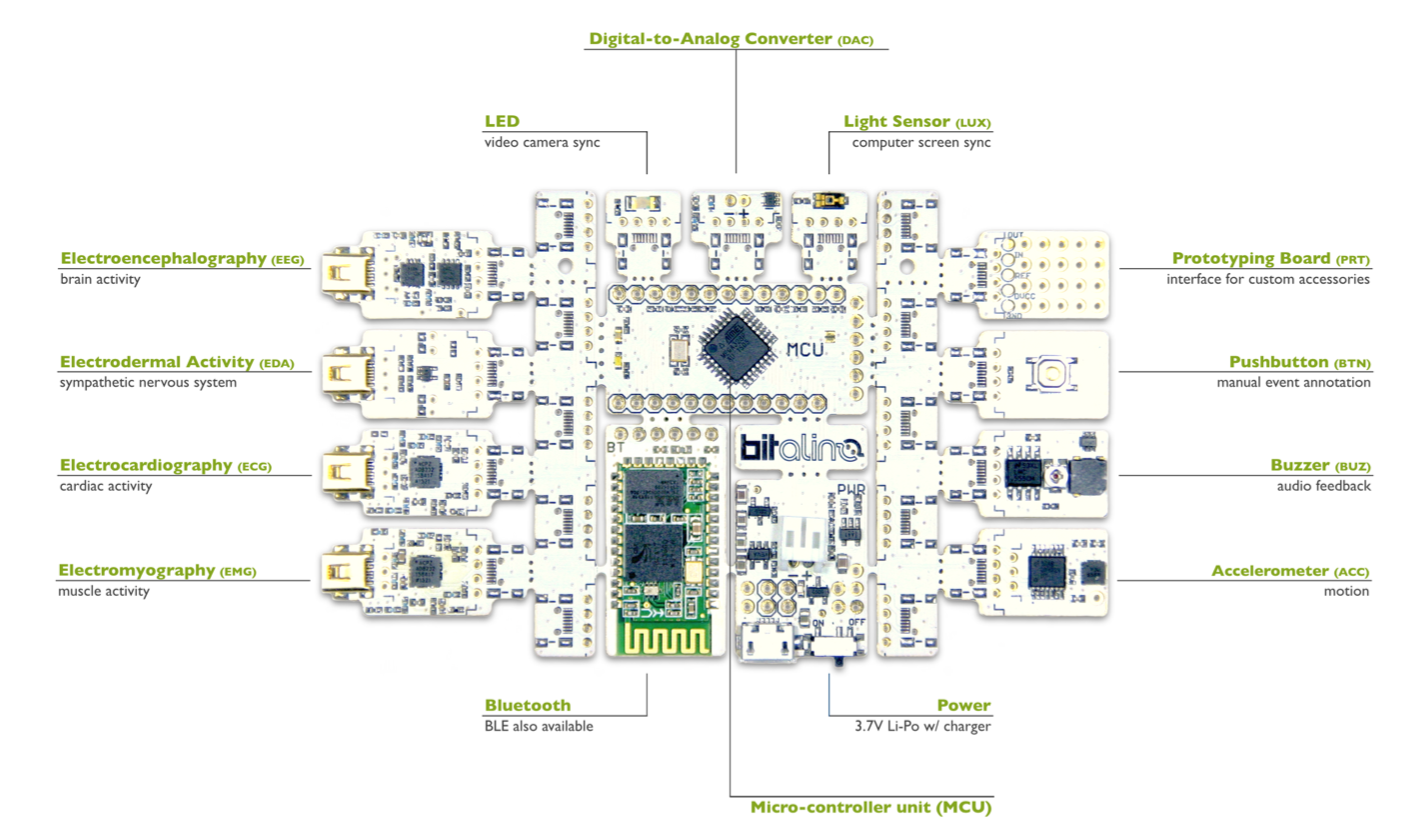 Digital-to-Analog Converter (DAC)
LED
video camera sync
Light Sensor (LUX)
computer screen sync
Electroencephalography (EEG)
brain activity
Electrodermal Activity (EDA)
sympathetic nervous system
Electrocardiography (ECG)
cardiac activity
Electromyography (EMG)
muscle activity
OUT
IN
REF
DVCC
GND
MCU
BT
bitalino
PWR
ON
OFF
Prototyping Board (PRT)
interface for custom accessories
Pushbutton (BTN)
manual event annotation
Buzzer (BUZ)
audio feedback
Accelerometer (ACC)
motion
Bluetooth
BLE also available
Power
3.7V Li-Po w/ charger
Micro-controller unit (MCU)